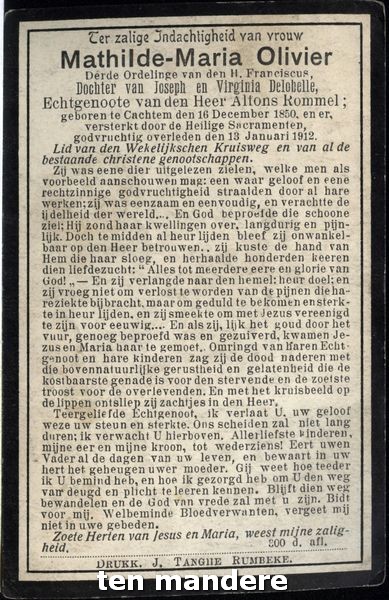 Ter zalige Indachtigheid van vrouw
Mathilde-Maria Olivier
Derde Ordelinge van den H. Franciscus,
Dochter van Joseph en Virginia Delobelle,
Echtgenoote van den Heer Alfons Rommel;
geboren te Cachtem den 16 December 1850, en er,
versterkt door de Heilige Sacramenten,
godvruchtig overleden den 13 Januari 1912.
Lid van den Wekelijkschen Kruisweg en van al de
bestaande christene genootschappen.
Zij was eene dier uitgelezen zielen, welke men als
voorbeeld aanschouwen mag: een waar geloof en eene
rechtzinnige godvruchtigheid straalden door al hare
werken; zij was eenzaam en eenvoudig, en verachtte de
ijdelheid der wereld... En God beproefde die schoone
ziel: Hij zond haar kwellingen over, langdurig en pijn-
lijk. Doch te midden al heur lijden bleef zij onwankel-
baar op den Heer betrouwen.. zij kuste de hand van
Hem die haar sloeg, en herhaalde honderden keeren
dien liefdezucht: "Alles tot meerdere eere en glorie van
God!„ — En zij verlangde naar den hemel: heur doel; en
zij vroeg niet om verlost te worden van de pijnen die ha-
re ziekte bijbracht, maar om geduld te bekomen en sterk-
te in heur lijden, en zij smeekte om met Jezus vereenigd
te zijn voor eeuwig.... En als zij, lijk het goud door het
vuur, genoeg beproefd was en gezuiverd, kwamen Je-
zus en Maria haar te gemoet. Omringd van Haren Echt-
genoot en hare kinderen zag zij de dood naderen met
die bovennatuurlijke gerustheid en gelatenheid die de
kostbaarste genade is voor den stervende en de zoetste
troost voor de overlevenden. En met het kruisbeeld op
de lippen ontsliep zij zachtjes in den Heer.
Teergeliefde Echtgenoot, ik verlaat U, uw geloof
weze uw steun en sterkte. Ons scheiden zal niet lang
duren; ik verwacht U hierboven. Allerliefste kinderen,
mijne eer en mijne kroon, tot wederziens! Eert uwen
Vader al de dagen van uw leven, en bewaart in uw
hert het geheugen uwer moeder. Gij weet hoe teeder
ik U bemind heb, en hoe ik gezorgd heb om U den weg
van deugd en plicht te leeren kennen. Blijft dien weg
bewandelen en de God van vrede zal met u zijn. Bidt
voor mij. Welbeminde Bloedverwanten, vergeet mij
niet in uwe gebeden.
Zoete Herten van Jesus en Maria, weest mijne zalig-
heid. 300 d. afl.
DRUKK. J. TANGHE RUMBEKE.
ten mandere